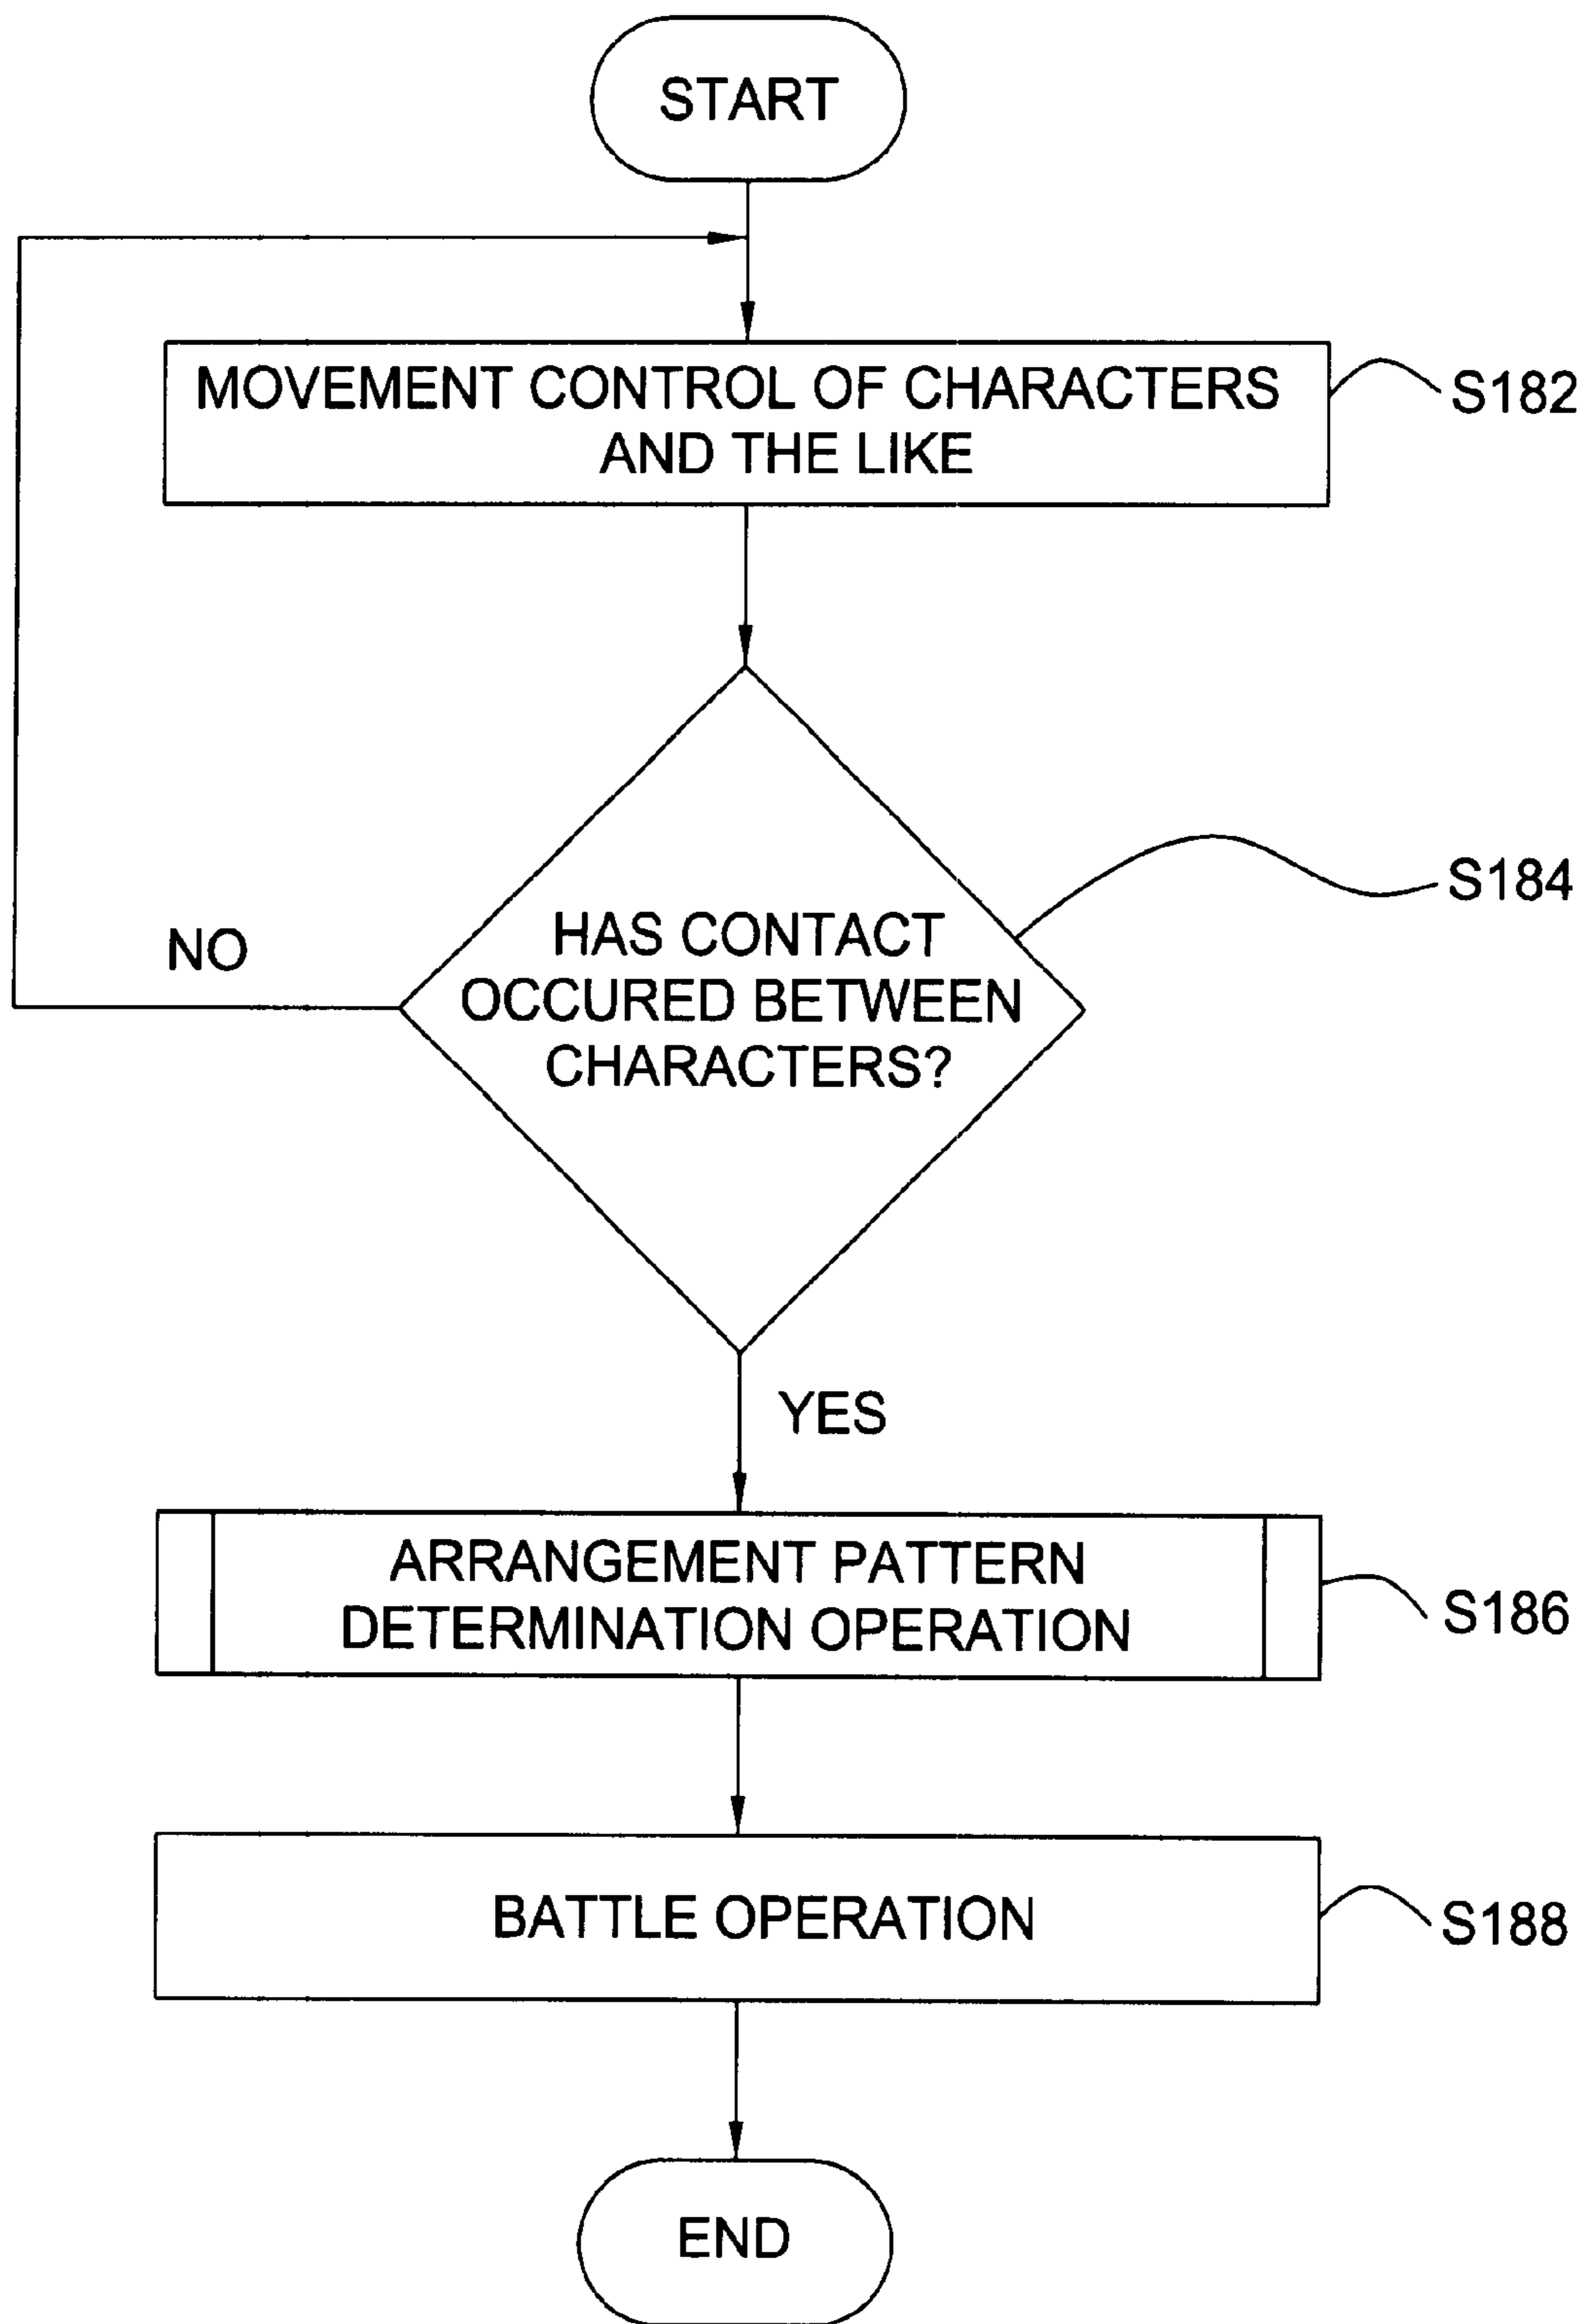 START
MOVEMENT CONTROL OF CHARACTERS
AND THE LIKE
S182
HAS CONTACT
OCCURED BETWEEN
CHARACTERS?
S184
NO
YES
ARRANGEMENT PATTERN
DETERMINATION OPERATION
S186
BATTLE OPERATION
S188
END